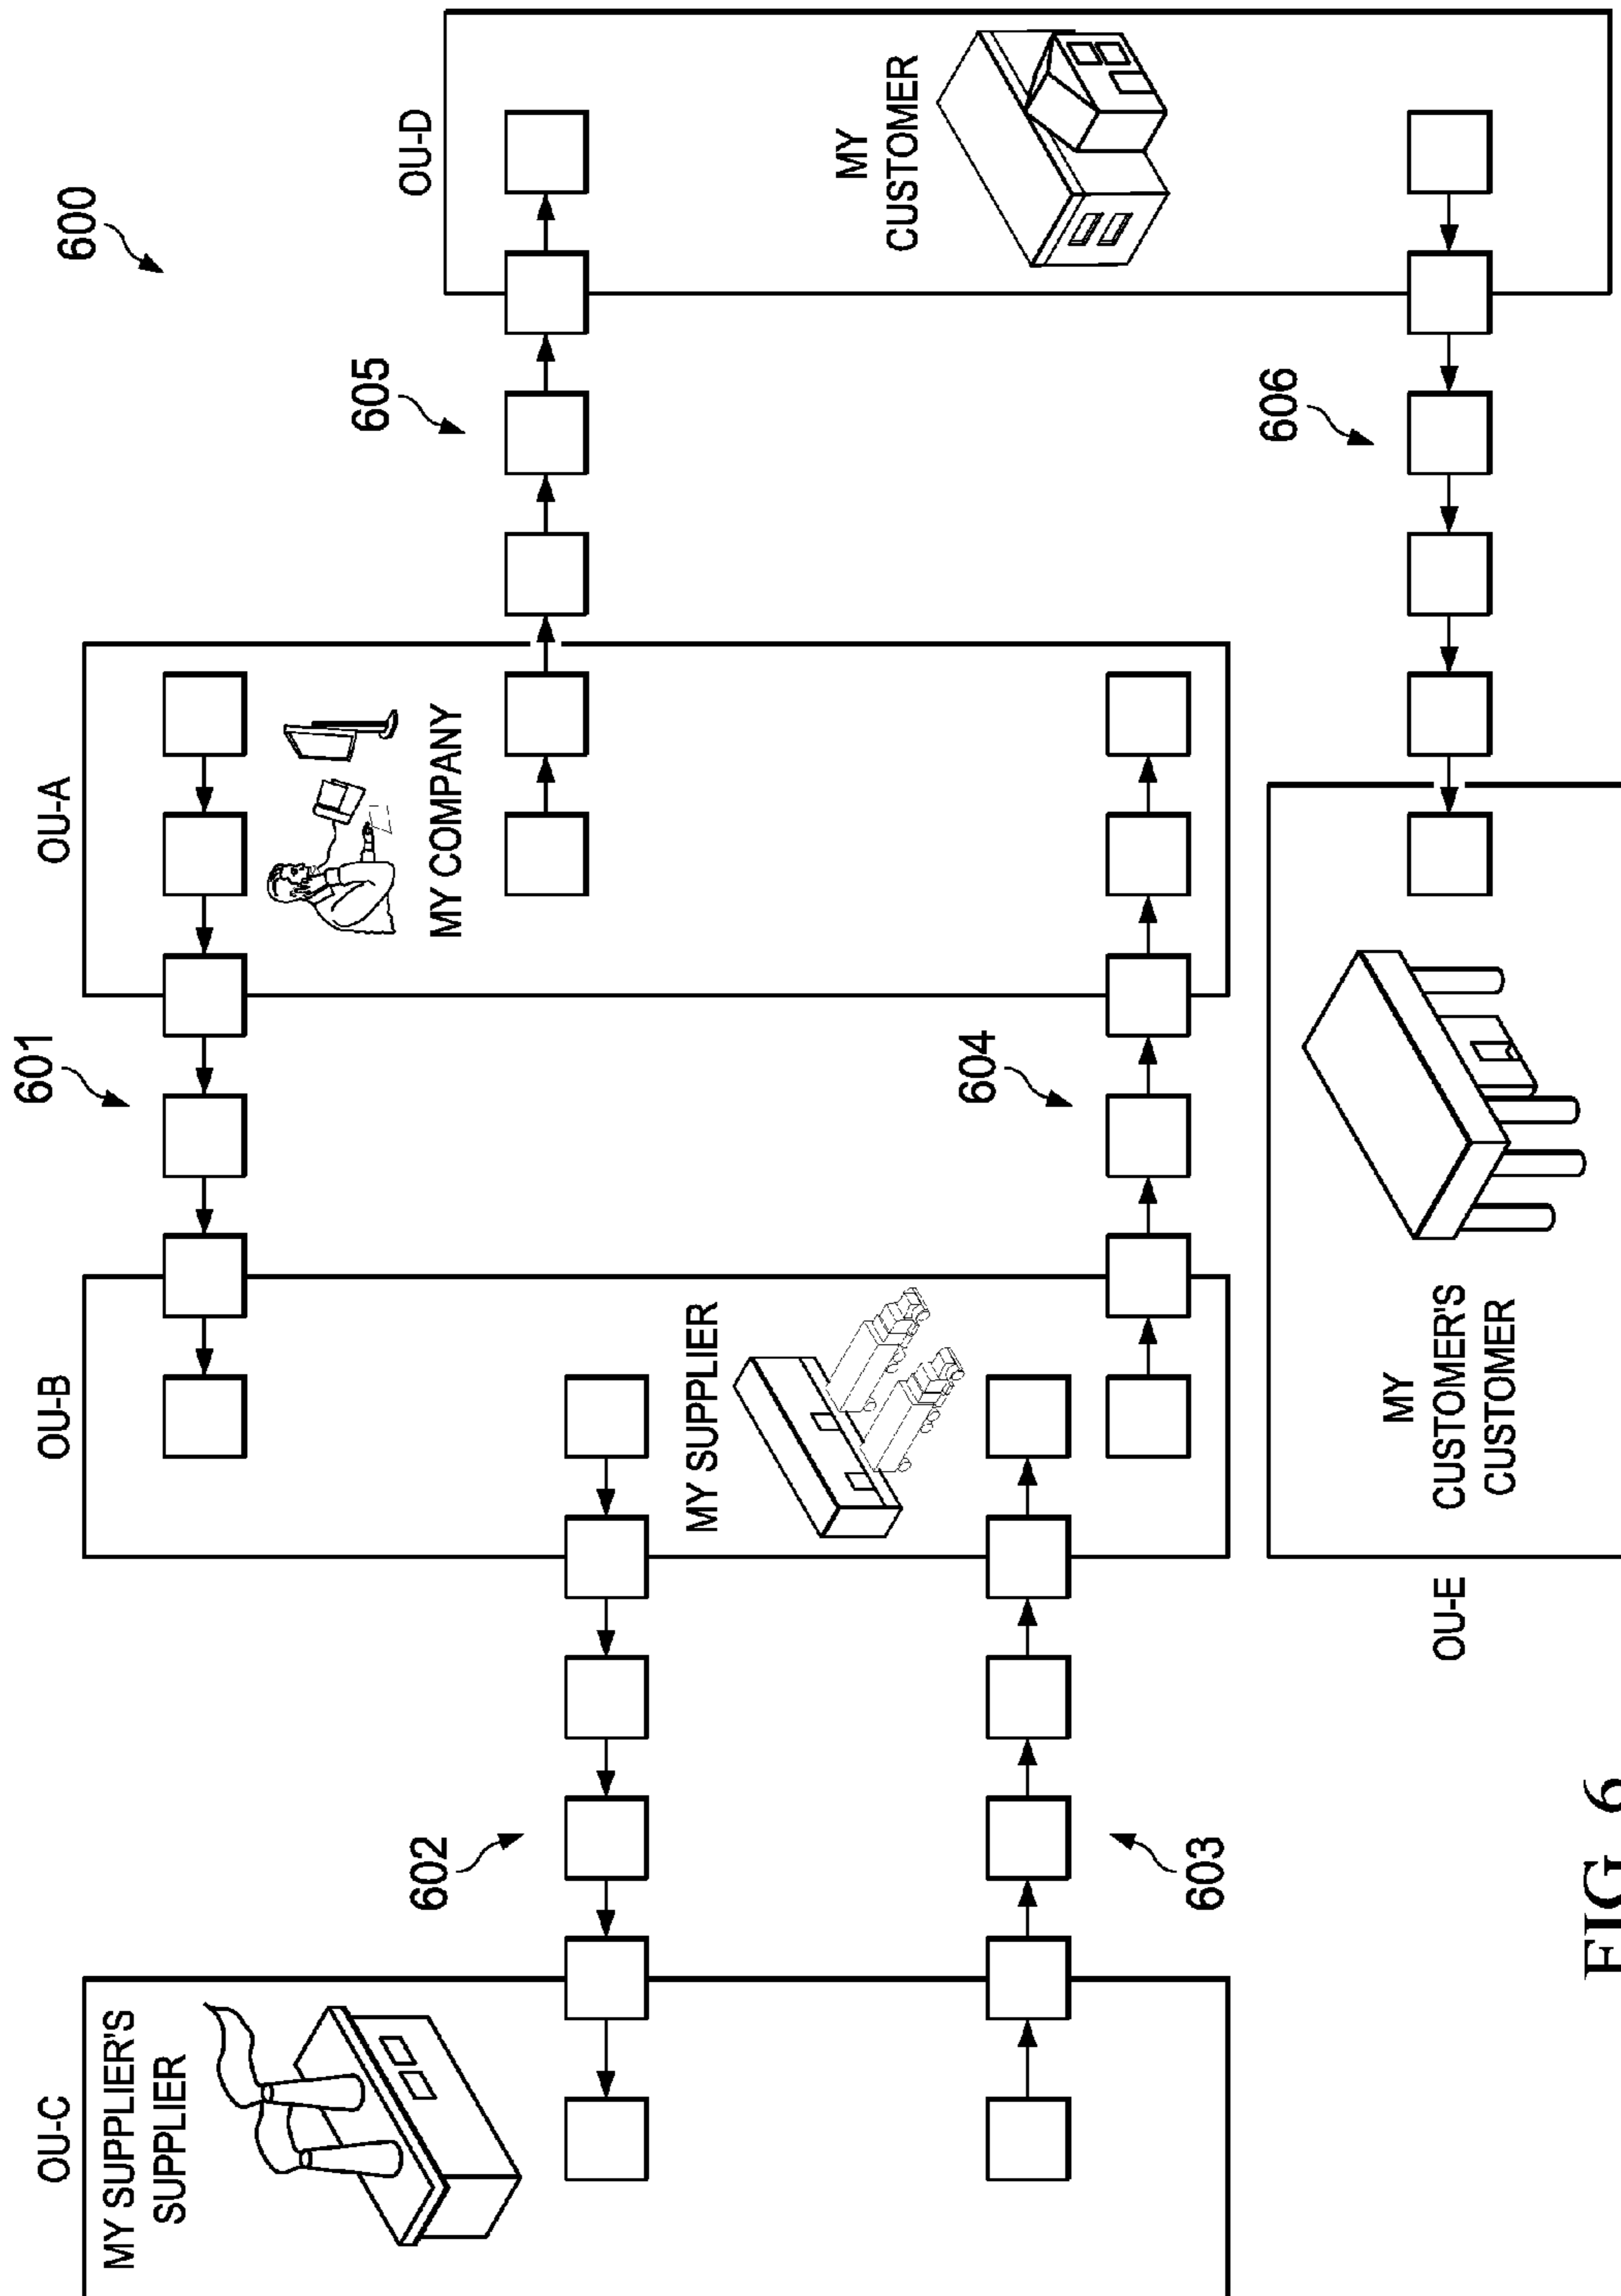 600
OU-C
OU-B
OU-A
OU-D
MY SUPPLIER'S
SUPPLIER
601
MY COMPANY
605
602
MY SUPPLIER
MY
CUSTOMER
603
604
606
OU-E
MY
CUSTOMER'S
CUSTOMER
FIG. 6